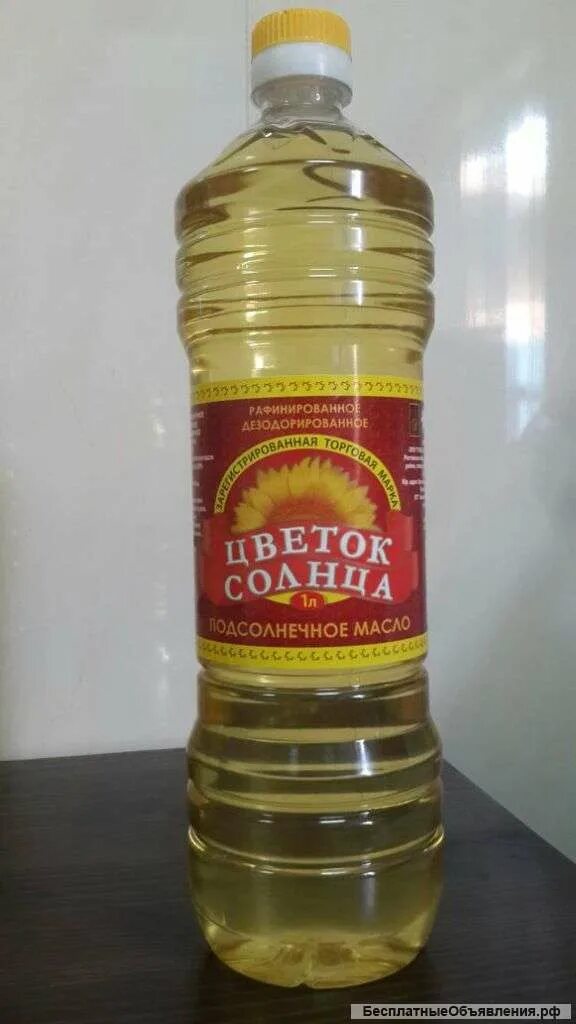 РАФИНИРОВАННОЕ
ДЕЗОДОРИРОВАННОЕ
ЗАРЕГИСТРИРОВАННАЯ ТОРГОВАЯ МАРКА
ЦВЕТОК
СОЛНЦА
1л
ПОДСОЛНЕЧНОЕ МАСЛО
БесплатныеОбъявления.рф